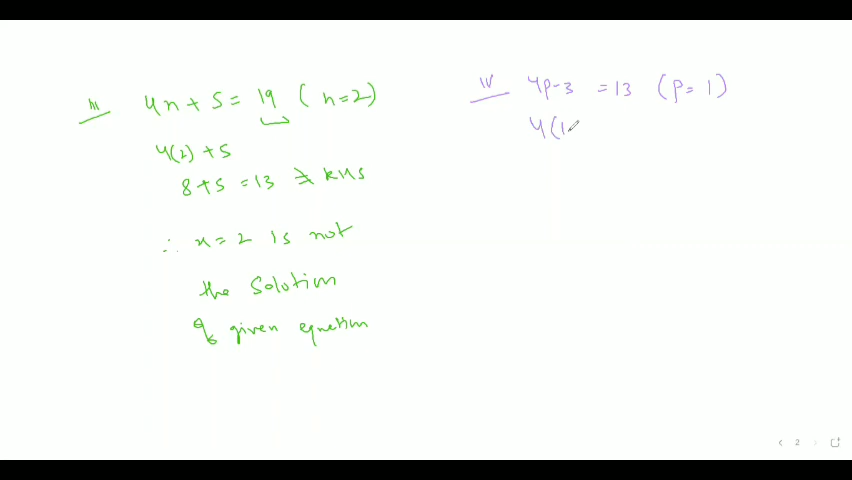 iii 4n + 5 = 19 ( n=2)
4(2) + 5
8+5 = 13 ≠ RHS
∴ x = 2 is not
the solution
of given equation
iv 4p-3 = 13 (p= 1)
4(1
2